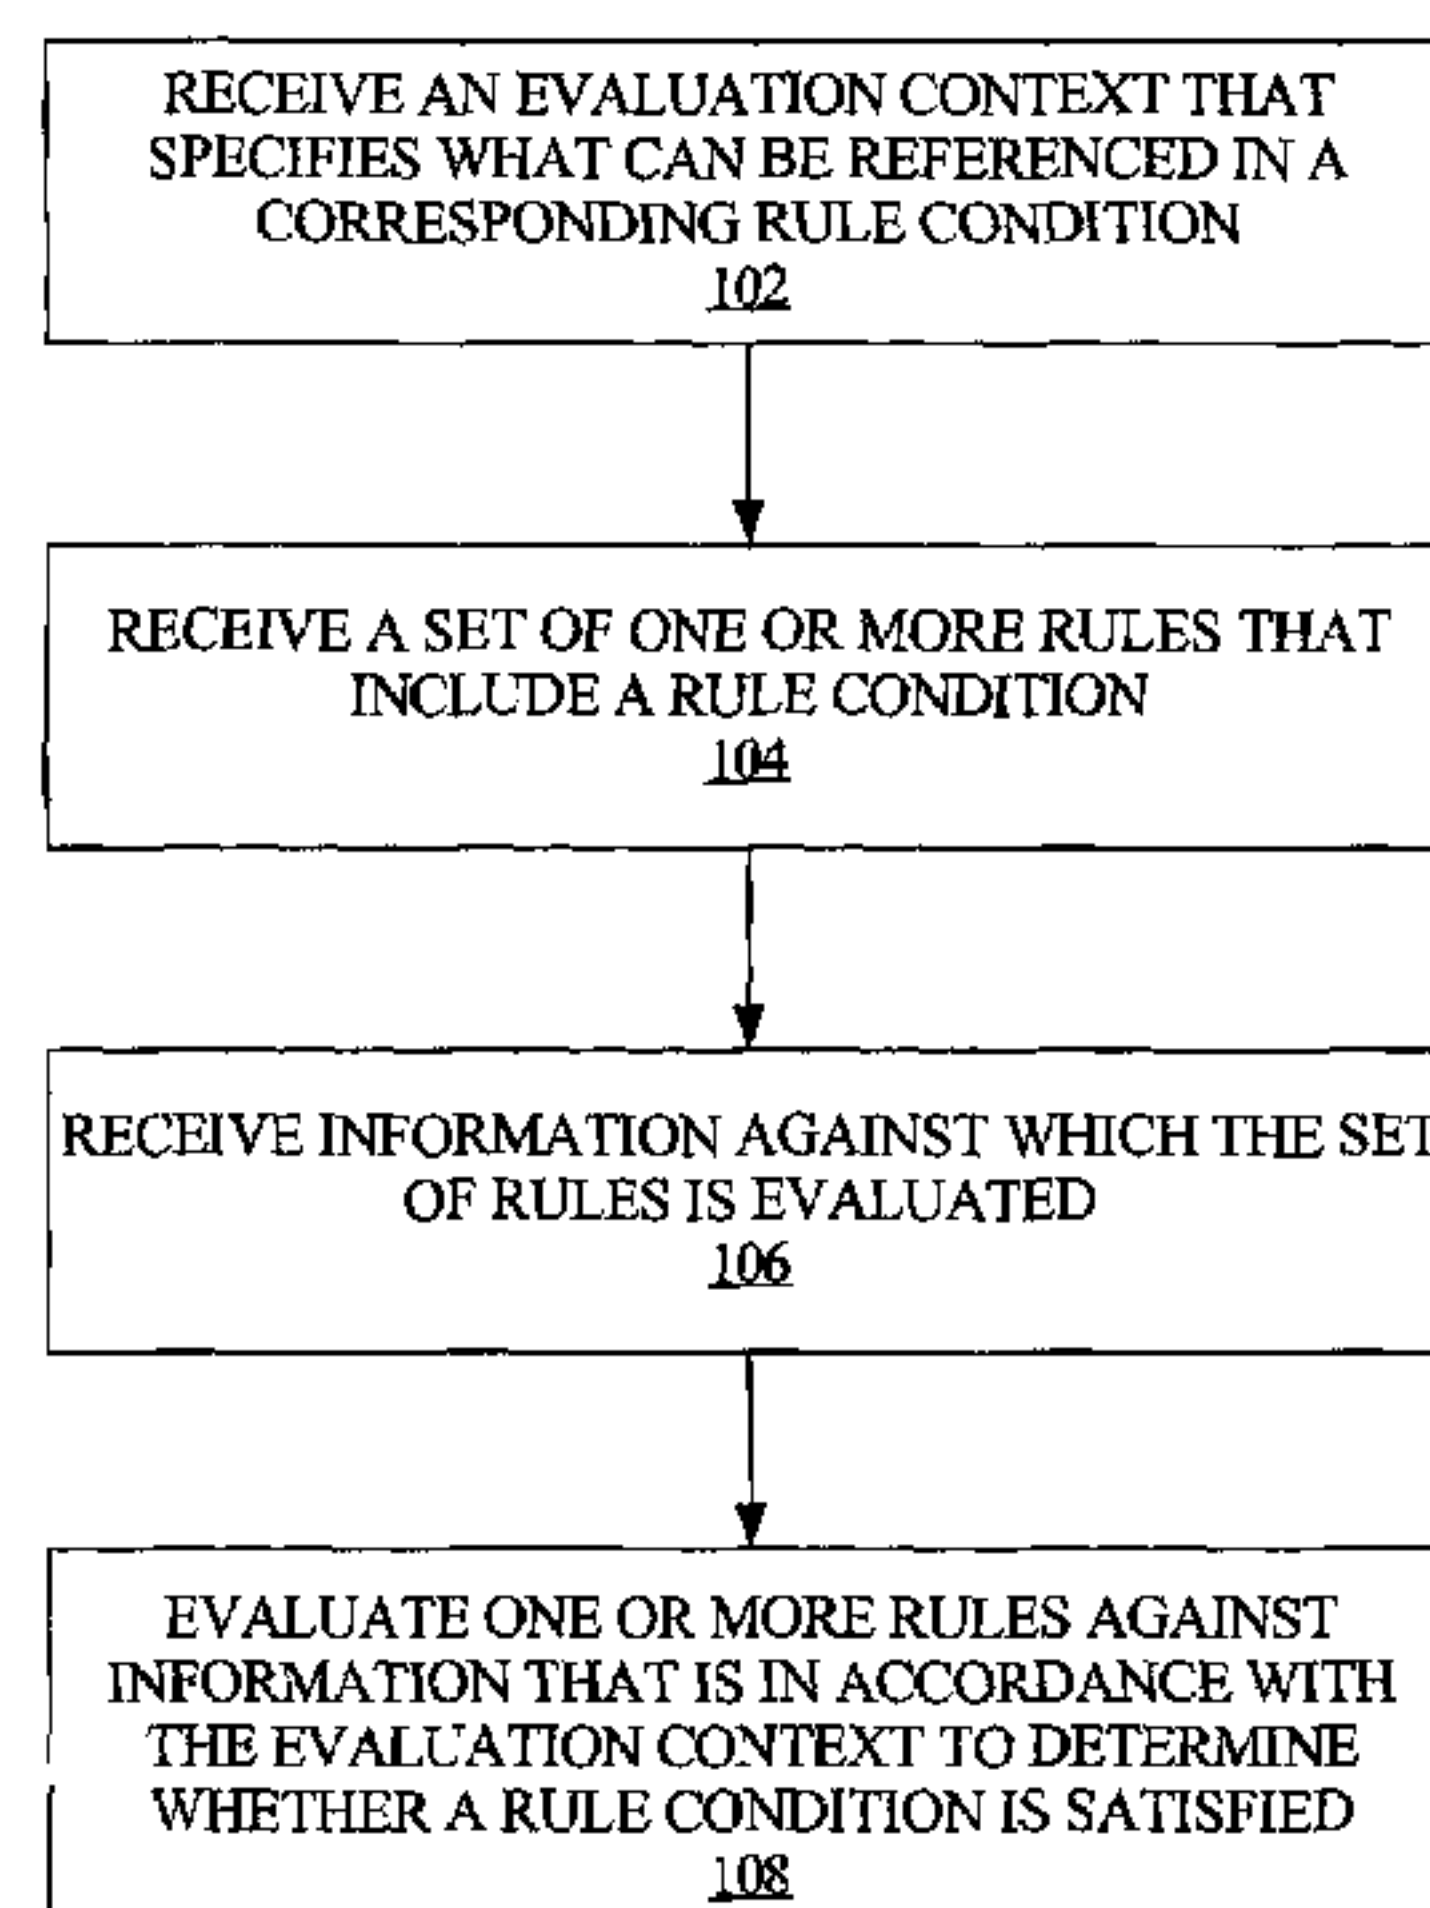 RECEIVE AN EVALUATION CONTEXT THAT
SPECIFIES WHAT CAN BE REFERENCED IN A
CORRESPONDING RULE CONDITION
102
RECEIVE A SET OF ONE OR MORE RULES THAT
INCLUDE A RULE CONDITION
104
RECEIVE INFORMATION AGAINST WHICH THE SET
OF RULES IS EVALUATED
106
EVALUATE ONE OR MORE RULES AGAINST
INFORMATION THAT IS IN ACCORDANCE WITH
THE EVALUATION CONTEXT TO DETERMINE
WHETHER A RULE CONDITION IS SATISFIED
108